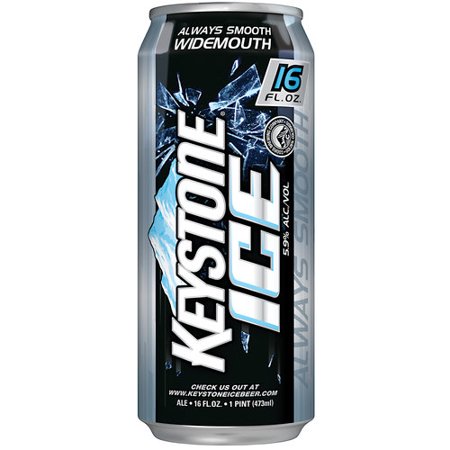 ALWAYS SMOOTH
WIDEMOUTH
16
FL.OZ.
KEYSTONE
ICE
5.9% ALC/VOL
ALWAYS SMOOTH
CHECK US OUT AT
WWW.KEYSTONEICEBEER.COM
ALE • 16 FL.OZ. • 1 PINT (473ml)